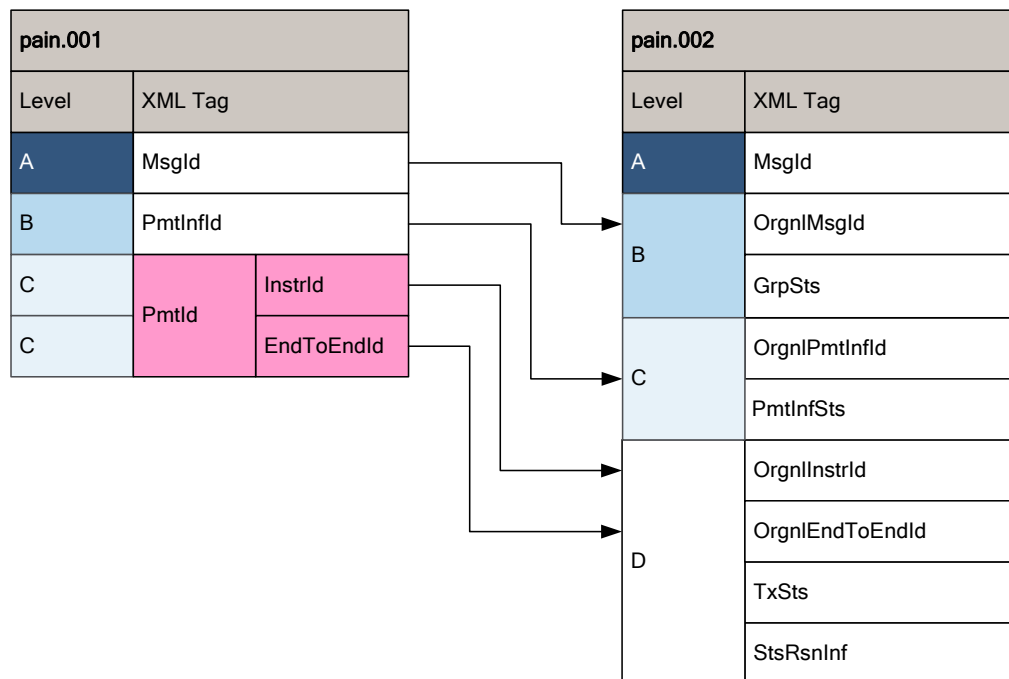 pain.001
Level XML Tag
A MsgId
B PmtInfId
C PmtId InstrId
C EndToEndId
pain.002
Level XML Tag
A MsgId
B OrgnlMsgId
GrpSts
C OrgnlPmtInfId
PmtInfSts
D OrgnlInstrId
OrgnlEndToEndId
TxSts
StsRsnInf